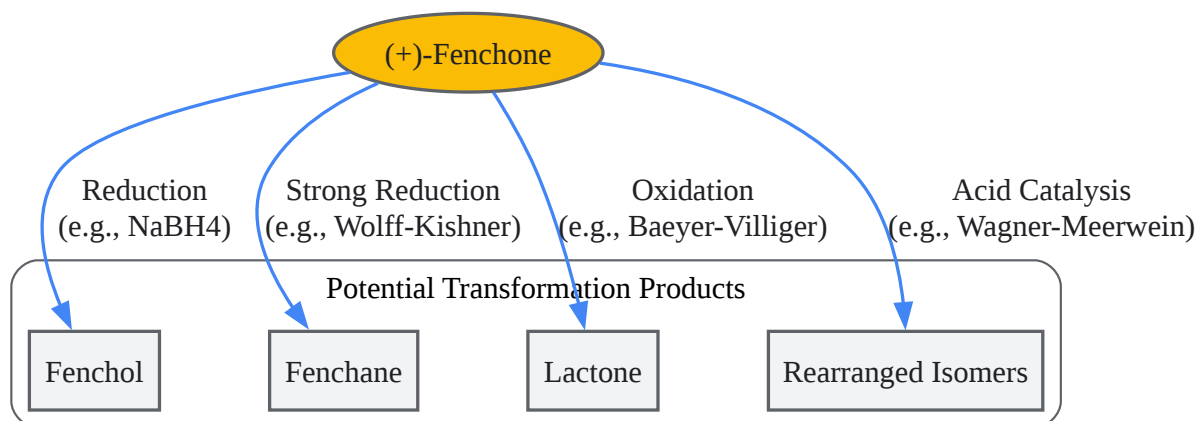 (+)-Fenchone
Reduction
(e.g., NaBH4)
Strong Reduction
(e.g., Wolff-Kishner)
Oxidation
(e.g., Baeyer-Villiger)
Acid Catalysis
(e.g., Wagner-Meerwein)
Potential Transformation Products
Fenchol
Fenchane
Lactone
Rearranged Isomers